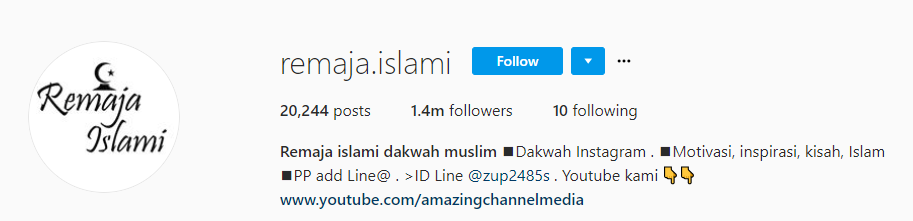 Remaja
Islami
remaja.islami Follow
20,244 posts 1.4m followers 10 following
Remaja islami dakwah muslim ◾Dakwah Instagram . ◾Motivasi, inspirasi, kisah, Islam
◾PP add Line@ . >ID Line @zup2485s . Youtube kami 👇👇
www.youtube.com/amazingchannelmedia